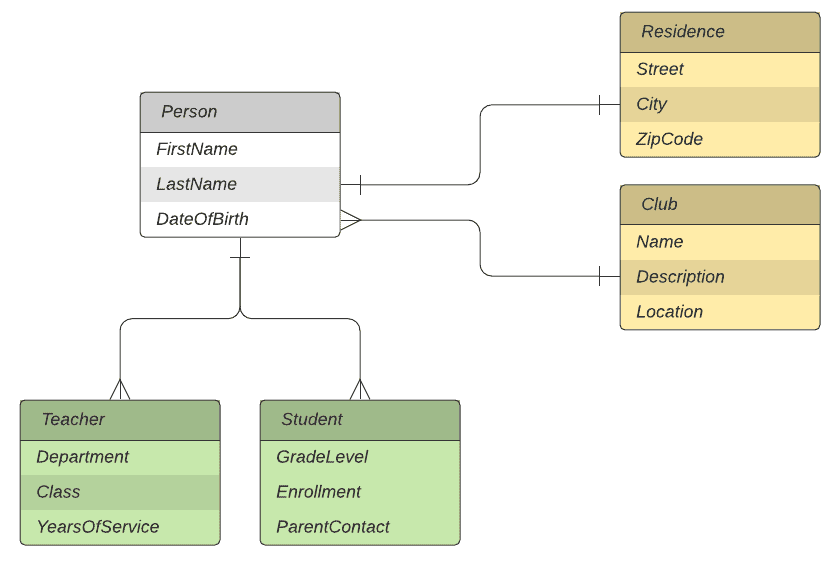 Residence
Street
City
ZipCode
Person
FirstName
LastName
DateOfBirth
Club
Name
Description
Location
Teacher
Department
Class
YearsOfService
Student
GradeLevel
Enrollment
ParentContact